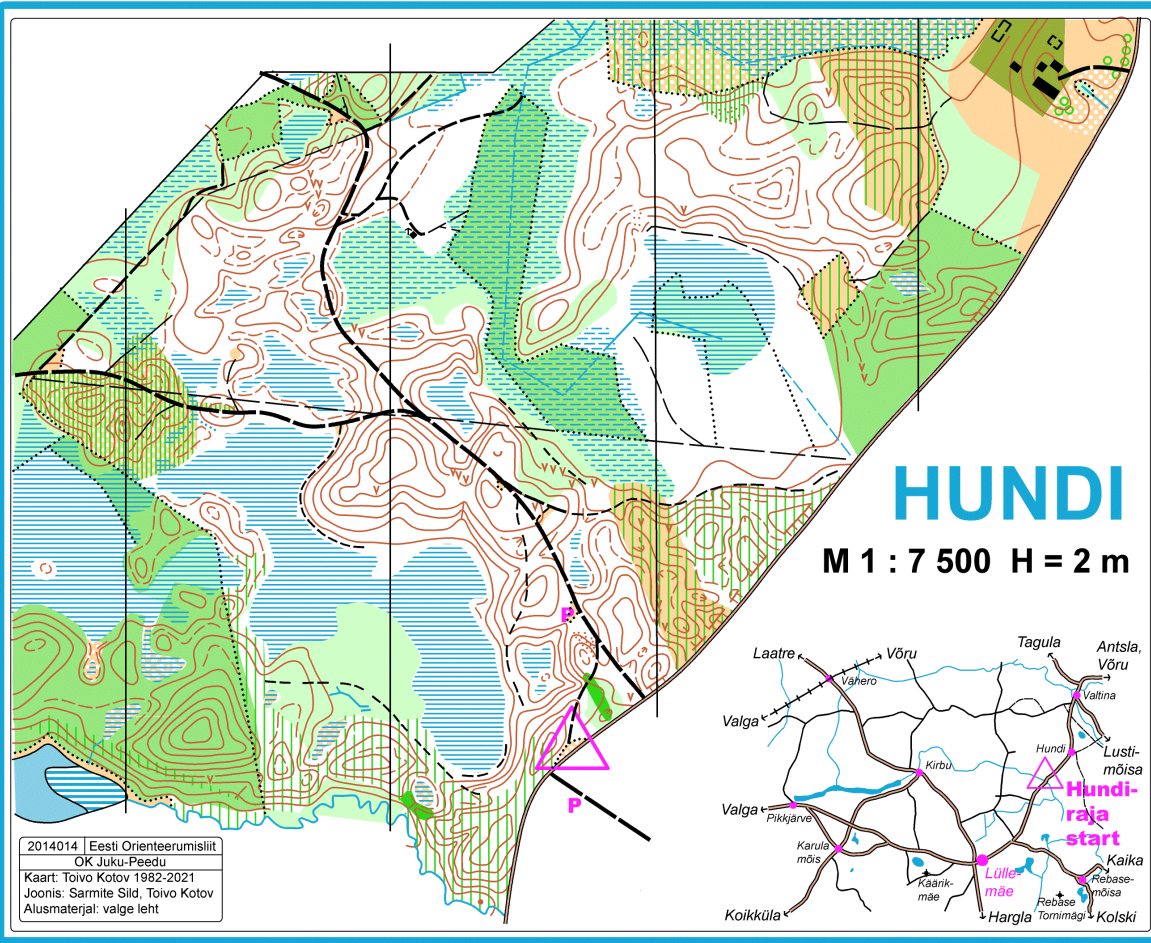 HUNDI
M 1 : 7 500 H = 2 m
P
P
Laatre
Võru
Tagula
Antsla,
Võru
Vähero
Valtina
Valga
Hundi
Lusti-
mõisa
Kirbu
Hundi-
raja
start
Valga
Pikkjärve
Karula
mõis
Lülle-
mäe
Kaika
Käärik-
mäe
Rebase-
mõisa
Rebase
Tornimägi
Koikküla
Hargla
Kolski
2014014 Eesti Orienteerumisliit
OK Juku-Peedu
Kaart: Toivo Kotov 1982-2021
Joonis: Sarmite Sild, Toivo Kotov
Alusmaterjal: valge leht